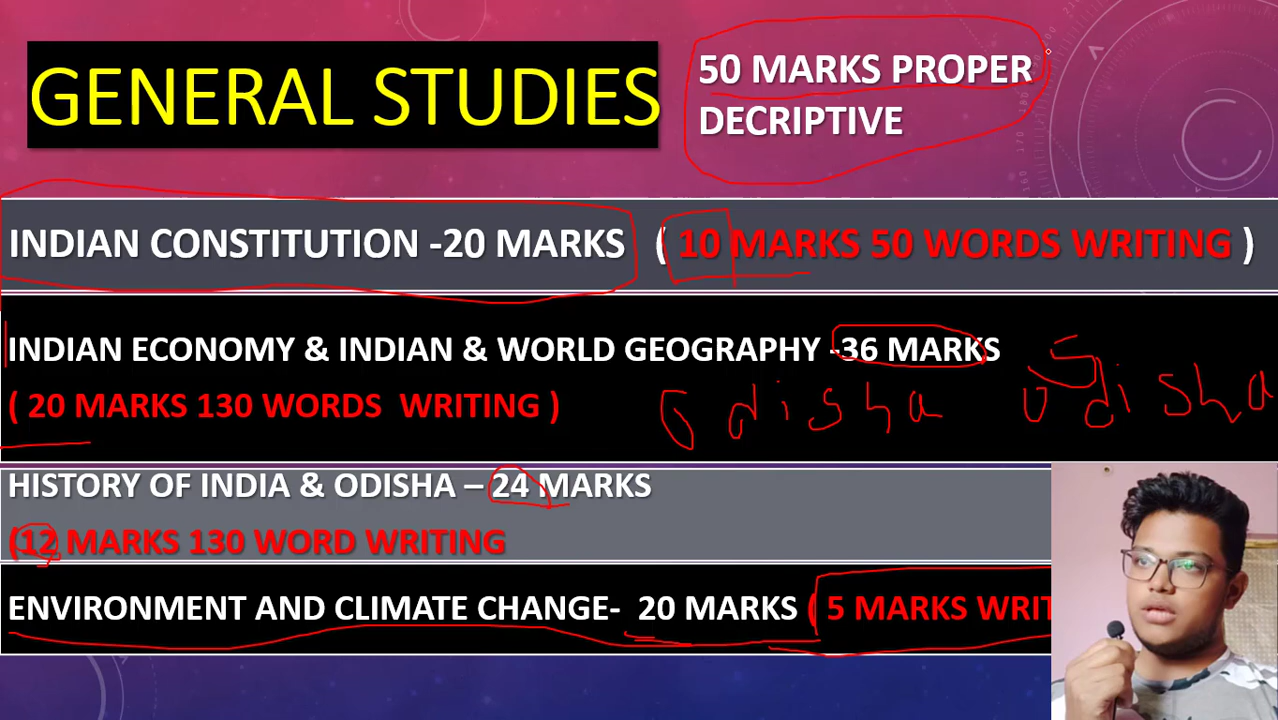 GENERAL STUDIES
50 MARKS PROPER
DECRIPTIVE
INDIAN CONSTITUTION -20 MARKS ( 10 MARKS 50 WORDS WRITING )
INDIAN ECONOMY & INDIAN & WORLD GEOGRAPHY -36 MARKS
( 20 MARKS 130 WORDS WRITING )
odisha odisha
HISTORY OF INDIA & ODISHA – 24 MARKS
(12 MARKS 130 WORD WRITING
ENVIRONMENT AND CLIMATE CHANGE- 20 MARKS ( 5 MARKS WRIT